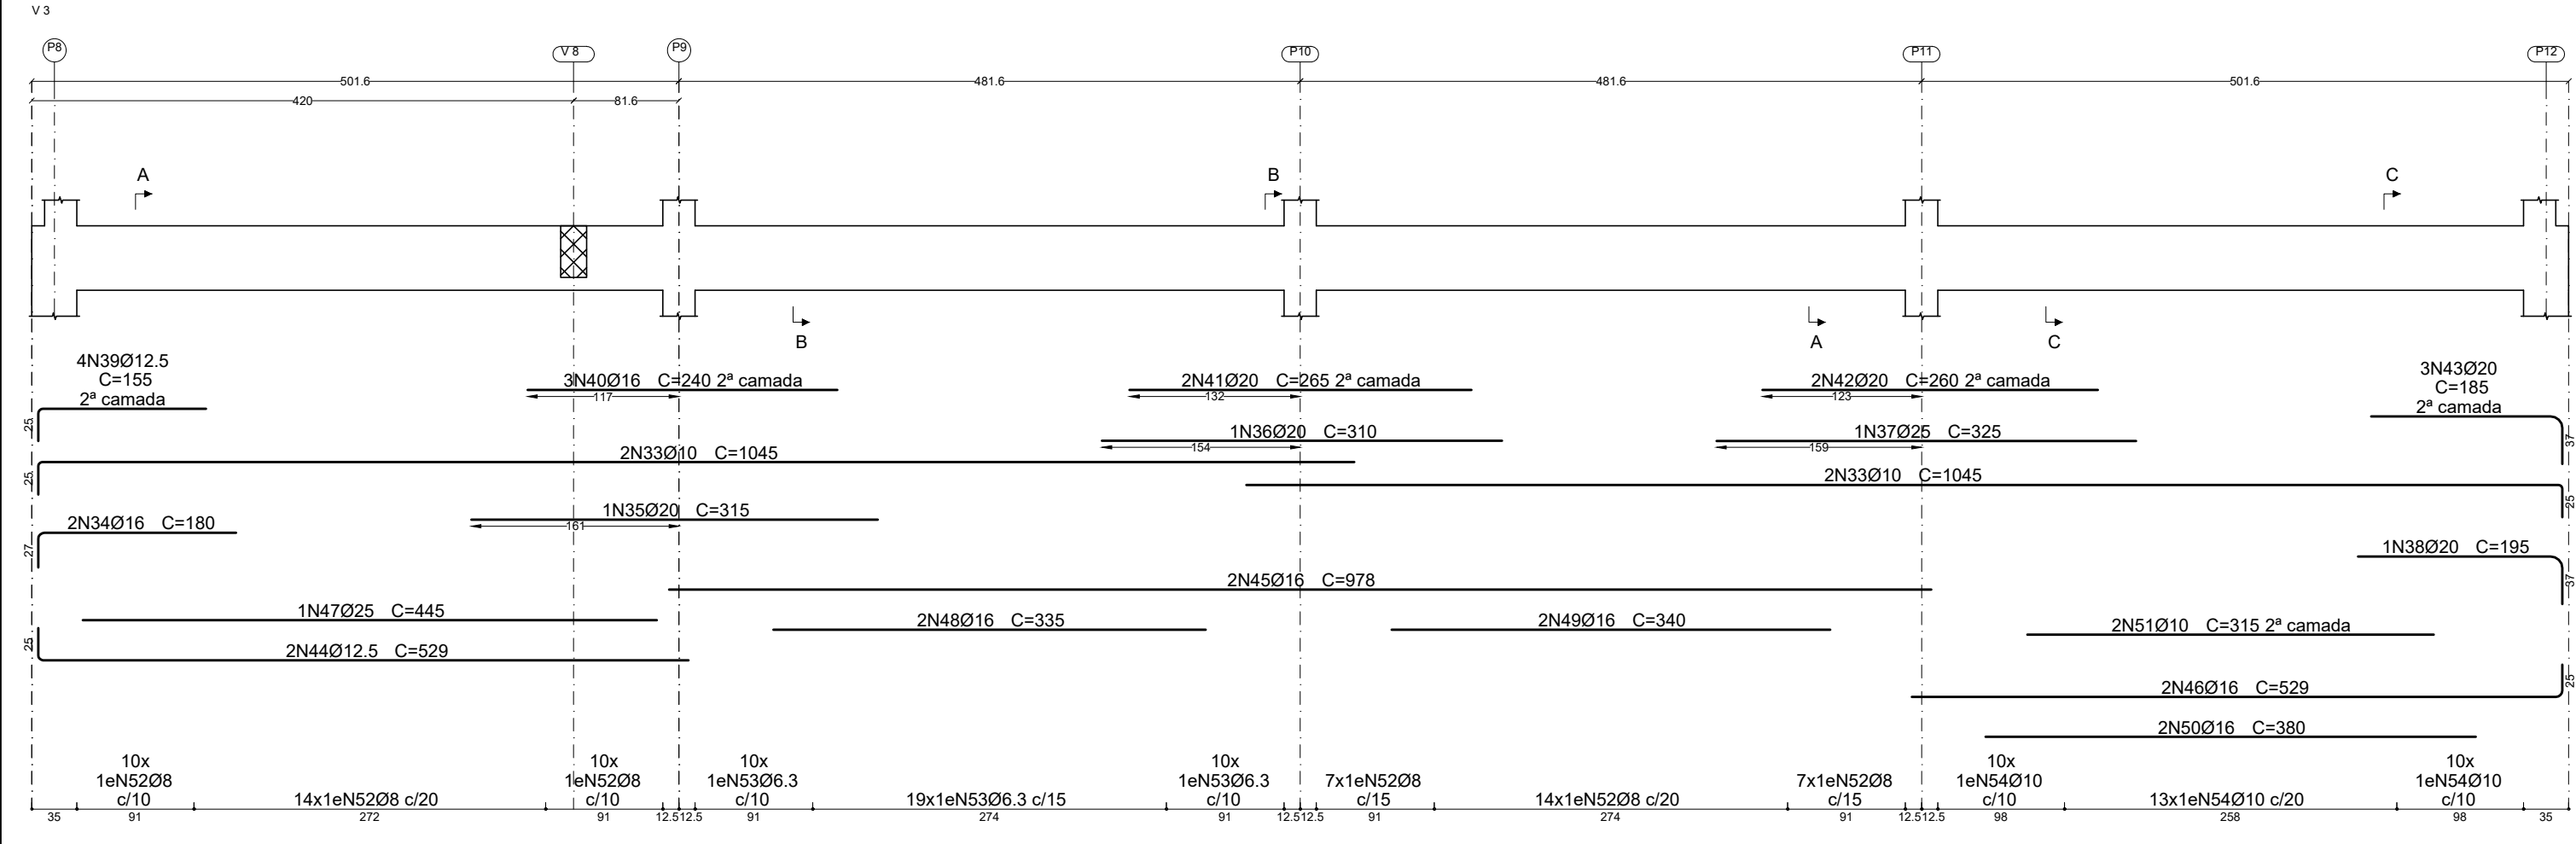 V 3
P8
V 8
P9
P10
P11
P12
501.6
481.6
481.6
501.6
420
81.6
A
B
C
B
A
C
4N39Ø12.5
C=155
2ª camada
25
3N40Ø16 C=240 2ª camada
117
2N41Ø20 C=265 2ª camada
132
2N42Ø20 C=260 2ª camada
123
3N43Ø20
C=185
2ª camada
37
1N36Ø20 C=310
154
1N37Ø25 C=325
159
2N33Ø10 C=1045
25
2N33Ø10 C=1045
25
1N35Ø20 C=315
161
2N34Ø16 C=180
27
1N38Ø20 C=195
37
2N45Ø16 C=978
1N47Ø25 C=445
2N48Ø16 C=335
2N49Ø16 C=340
2N51Ø10 C=315 2ª camada
25
2N44Ø12.5 C=529
2N46Ø16 C=529
25
2N50Ø16 C=380
10x
1eN52Ø8
c/10
14x1eN52Ø8 c/20
10x
1eN52Ø8
c/10
10x
1eN53Ø6.3
c/10
19x1eN53Ø6.3 c/15
10x
1eN53Ø6.3
c/10
7x1eN52Ø8
c/15
14x1eN52Ø8 c/20
7x1eN52Ø8
c/15
10x
1eN54Ø10
c/10
13x1eN54Ø10 c/20
10x
1eN54Ø10
c/10
35 91 272 91 12.5 12.5 91 274 91 12.5 12.5 91 274 91 12.5 12.5 98 258 98 35